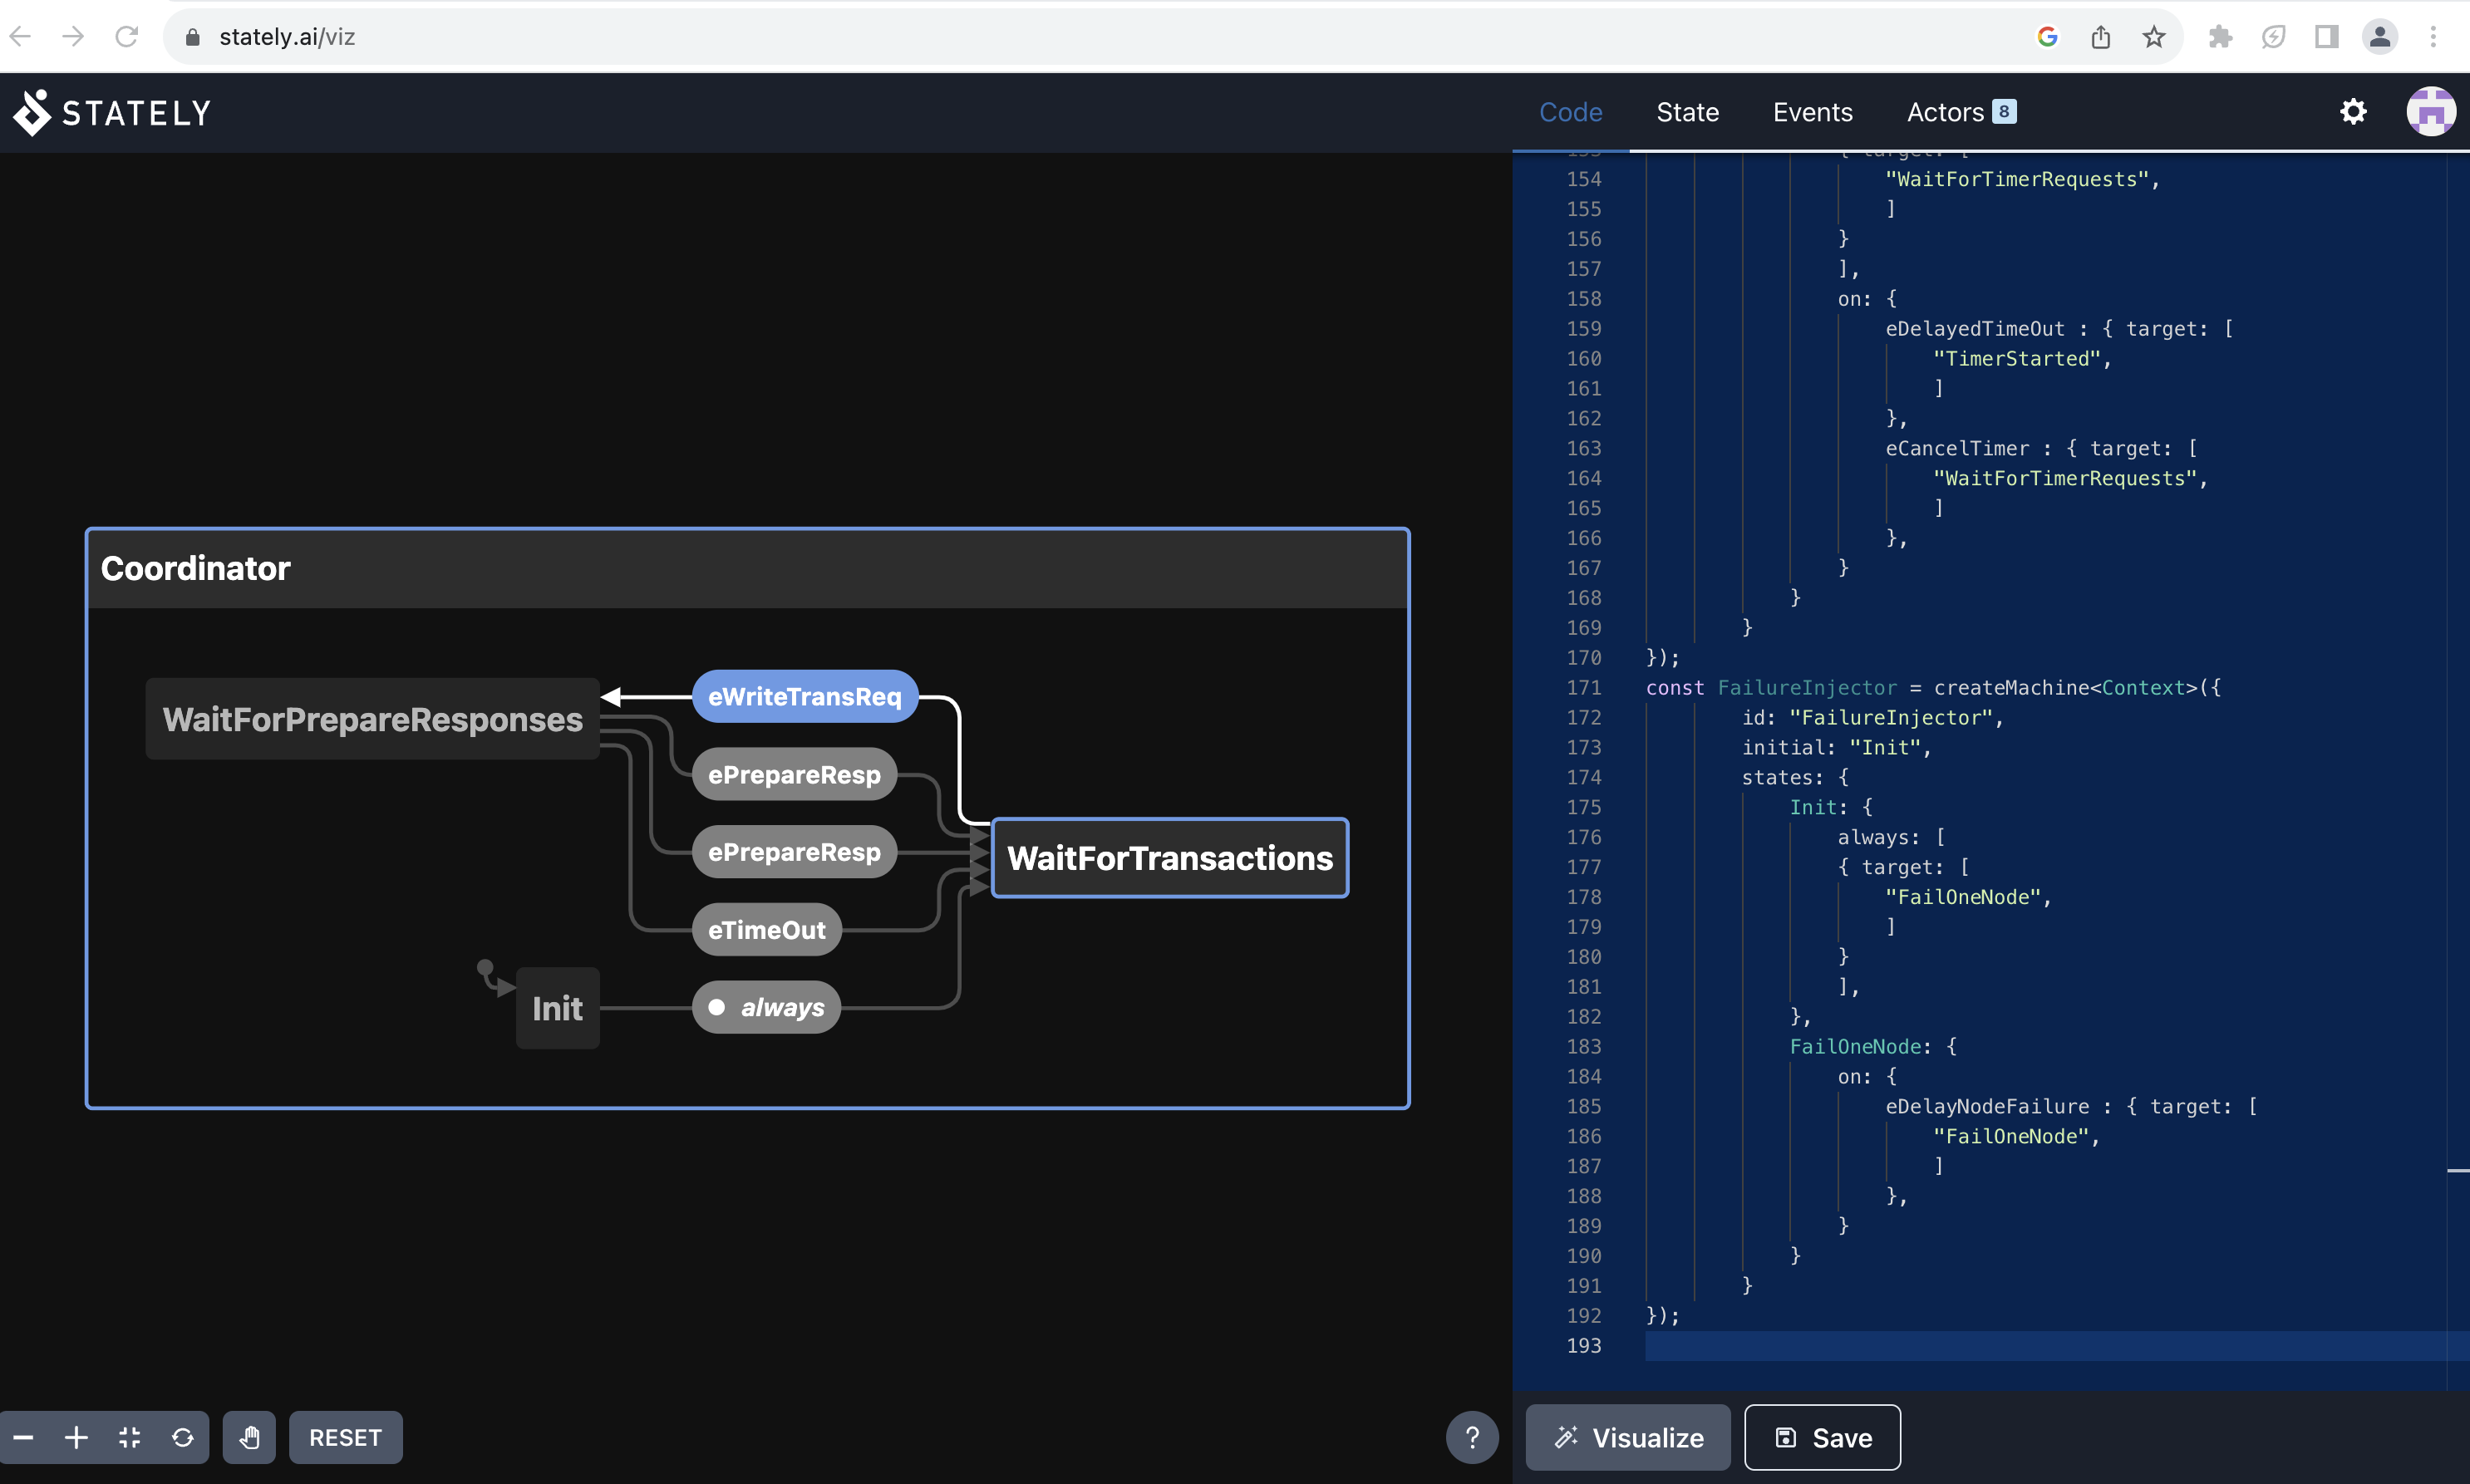 stately.ai/viz
STATELY
Code State Events Actors 8
Coordinator
WaitForPrepareResponses
eWriteTransReq
ePrepareResp
ePrepareResp
WaitForTransactions
eTimeOut
Init
always
RESET
?
153 { target: [
154 "WaitForTimerRequests",
155 ]
156 }
157 ],
158 on: {
159 eDelayedTimeOut : { target: [
160 "TimerStarted",
161 ]
162 },
163 eCancelTimer : { target: [
164 "WaitForTimerRequests",
165 ]
166 },
167 }
168 }
169 }
170 });
171 const FailureInjector = createMachine<Context>({
172 id: "FailureInjector",
173 initial: "Init",
174 states: {
175 Init: {
176 always: [
177 { target: [
178 "FailOneNode",
179 ]
180 }
181 ],
182 },
183 FailOneNode: {
184 on: {
185 eDelayNodeFailure : { target: [
186 "FailOneNode",
187 ]
188 },
189 }
190 }
191 }
192 });
193
Visualize
Save